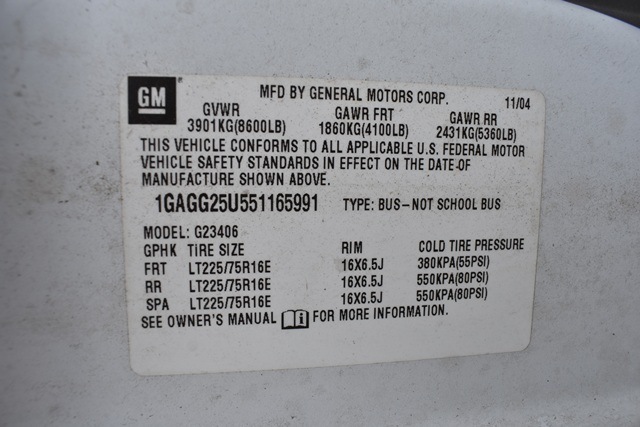 GM MFD BY GENERAL MOTORS CORP. 11/04
GVWR GAWR FRT GAWR RR
3901KG(8600LB) 1860KG(4100LB) 2431KG(5360LB)
THIS VEHICLE CONFORMS TO ALL APPLICABLE U.S. FEDERAL MOTOR
VEHICLE SAFETY STANDARDS IN EFFECT ON THE DATE OF
MANUFACTURE SHOWN ABOVE.
1GAGG25U551165991 TYPE: BUS-NOT SCHOOL BUS
MODEL: G23406
GPHK TIRE SIZE RIM COLD TIRE PRESSURE
FRT LT225/75R16E 16X6.5J 380KPA(55PSI)
RR LT225/75R16E 16X6.5J 550KPA(80PSI)
SPA LT225/75R16E 16X6.5J 550KPA(80PSI)
SEE OWNER'S MANUAL FOR MORE INFORMATION.